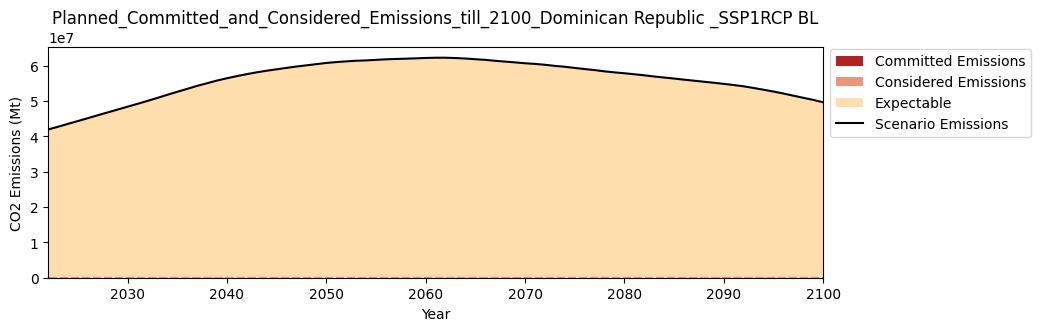 Planned_Committed_and_Considered_Emissions_till_2100_Dominican Republic _SSP1RCP BL
1e7
CO2 Emissions (Mt)
6
5
4
3
2
1
0
2030 2040 2050 2060 2070 2080 2090 2100
Year
Committed Emissions
Considered Emissions
Expectable
Scenario Emissions